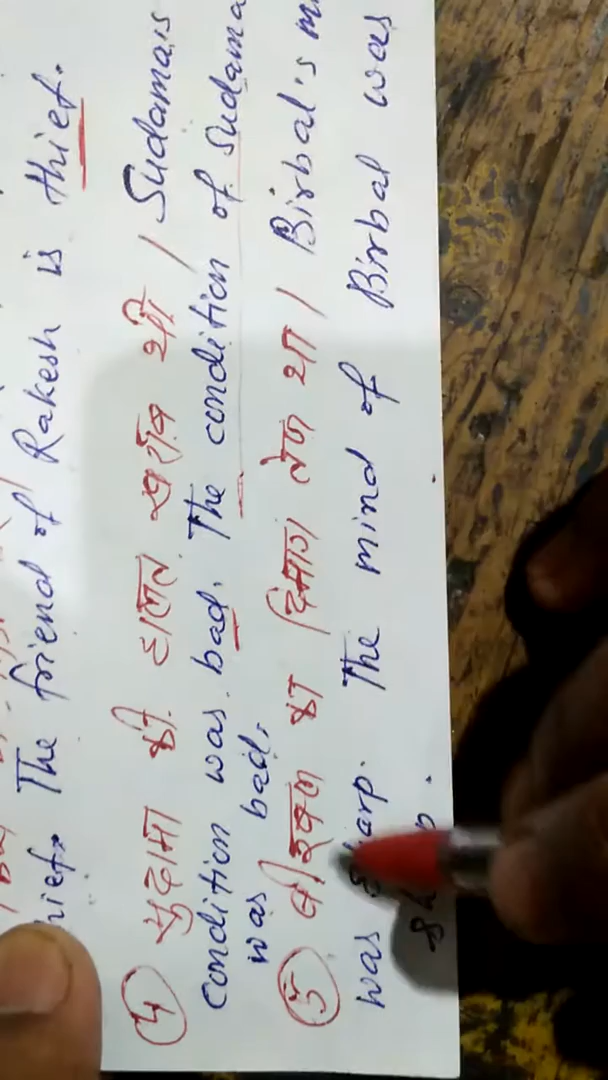 The friend of Rakesh is thief.
④ सुदामा की हालत खराब थी / Sudama's
condition was bad. The condition of Sudama
was bad.
⑤ बीरबल का दिमाग तेज था / Birbal's
was sharp. The mind of Birbal was